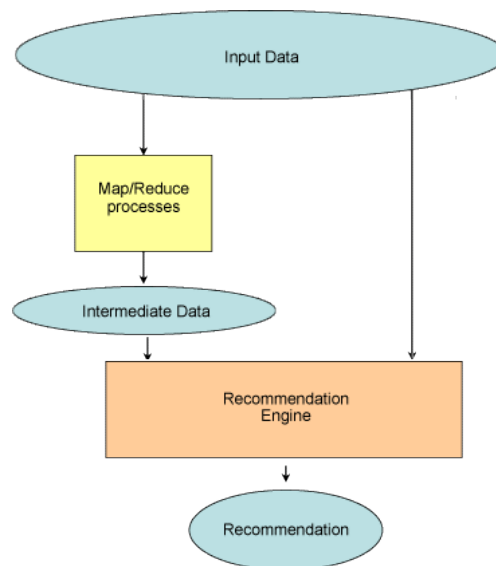 Input Data
Map/Reduce
processes
Intermediate Data
Recommendation
Engine
Recommendation